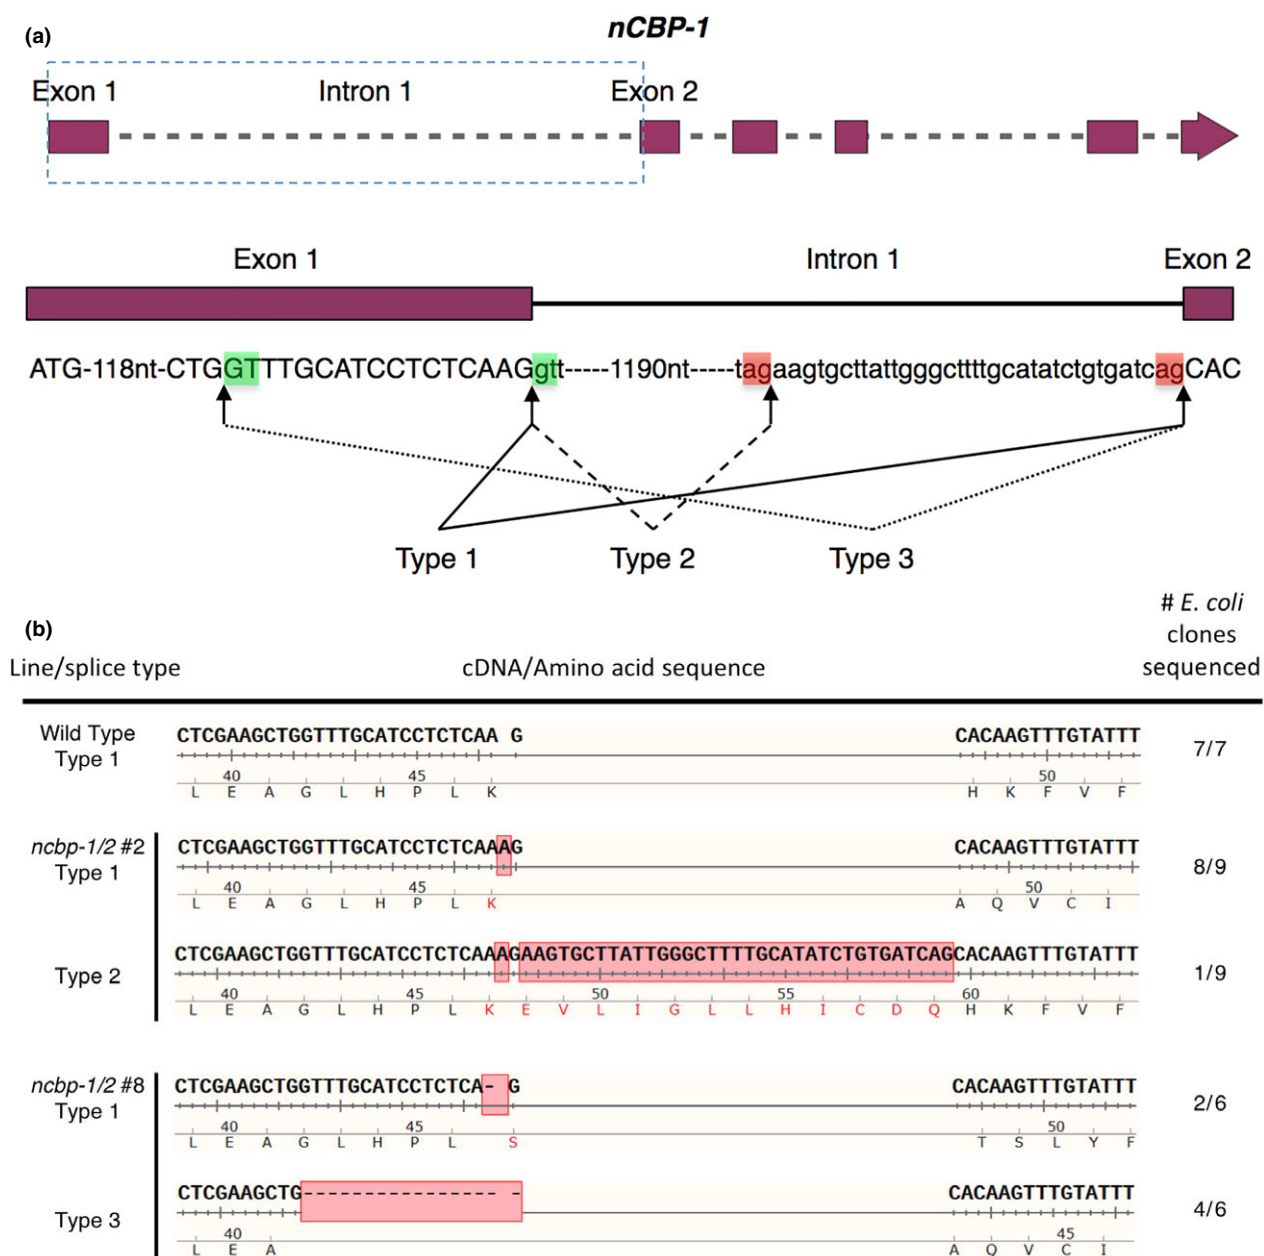 (a)
nCBP-1
Exon 1 Intron 1 Exon 2
Exon 1 Intron 1 Exon 2
ATG-118nt-CTGGTTTGCATCCTCTCAAGgtt-----1190nt-----tagaagtgcttattgggcttttgcatatctgtgatcagCAC
Type 1 Type 2 Type 3
(b)
# E. coli
clones
sequenced
Line/splice type cDNA/Amino acid sequence
Wild Type
Type 1
CTCGAAGCTGGTTTGCATCCTCTCAA G CACAAGTTTGTATTT
7/7
40 45 50
L E A G L H P L K H K F V F
ncbp-1/2 #2
Type 1
CTCGAAGCTGGTTTGCATCCTCTCAAAG CACAAGTTTGTATTT
8/9
40 45 50
L E A G L H P L K A Q V C I
Type 2
CTCGAAGCTGGTTTGCATCCTCTCAAAGAAGTGCTTATTGGGCTTTTGCATATCTGTGATCAGCACAAGTTTGTATTT
1/9
40 45 50 55 60
L E A G L H P L K E V L I G L L H I C D Q H K F V F
ncbp-1/2 #8
Type 1
CTCGAAGCTGGTTTGCATCCTCTCA- G CACAAGTTTGTATTT
2/6
40 45 50
L E A G L H P L S T S L Y F
Type 3
CTCGAAGCTG---------------- - CACAAGTTTGTATTT
4/6
40 45
L E A A Q V C I